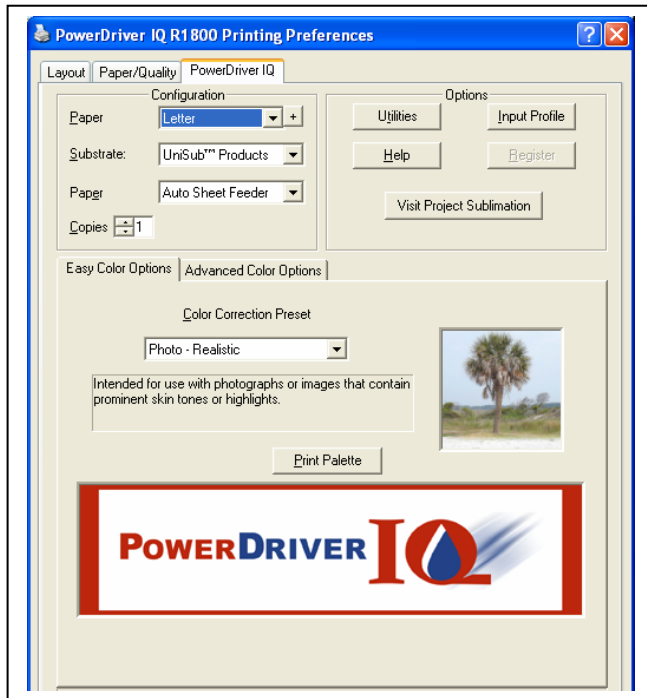 PowerDriver IQ R1800 Printing Preferences
Layout Paper/Quality PowerDriver IQ
Configuration
Paper Letter +
Substrate: UniSub™ Products
Paper Auto Sheet Feeder
Copies 1
Options
Utilities Input Profile
Help Register
Visit Project Sublimation
Easy Color Options Advanced Color Options
Color Correction Preset
Photo - Realistic
Intended for use with photographs or images that contain
prominent skin tones or highlights.
Print Palette
POWERDRIVER IQ